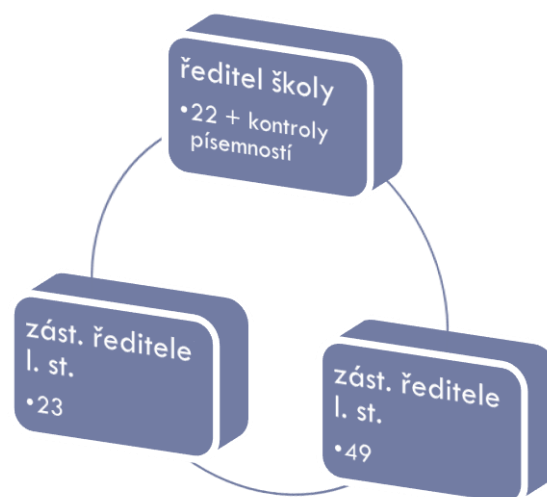 ředitel školy
•22 + kontroly
písemností
zást. ředitele
I. st.
•23
zást. ředitele
I. st.
•49